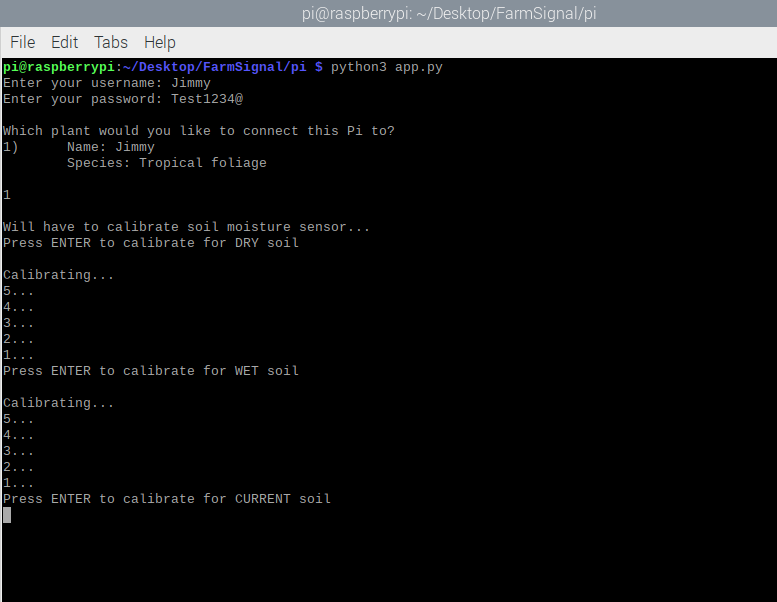 pi@raspberrypi: ~/Desktop/FarmSignal/pi
File Edit Tabs Help
pi@raspberrypi:~/Desktop/FarmSignal/pi $ python3 app.py
Enter your username: Jimmy
Enter your password: Test1234@
Which plant would you like to connect this Pi to?
1) Name: Jimmy
Species: Tropical foliage
1
Will have to calibrate soil moisture sensor...
Press ENTER to calibrate for DRY soil
Calibrating...
5...
4...
3...
2...
1...
Press ENTER to calibrate for WET soil
Calibrating...
5...
4...
3...
2...
1...
Press ENTER to calibrate for CURRENT soil